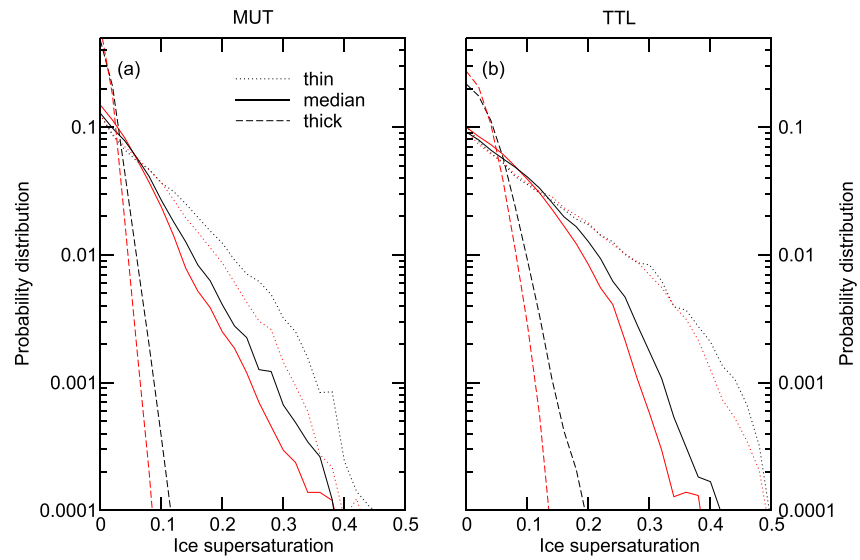 MUT
TTL
(a)
(b)
thin
median
thick
0.1
0.01
0.001
0.0001
0.1
0.01
0.001
0.0001
Probability distribution
Probability distribution
0 0.1 0.2 0.3 0.4 0.5
0 0.1 0.2 0.3 0.4 0.5
Ice supersaturation
Ice supersaturation